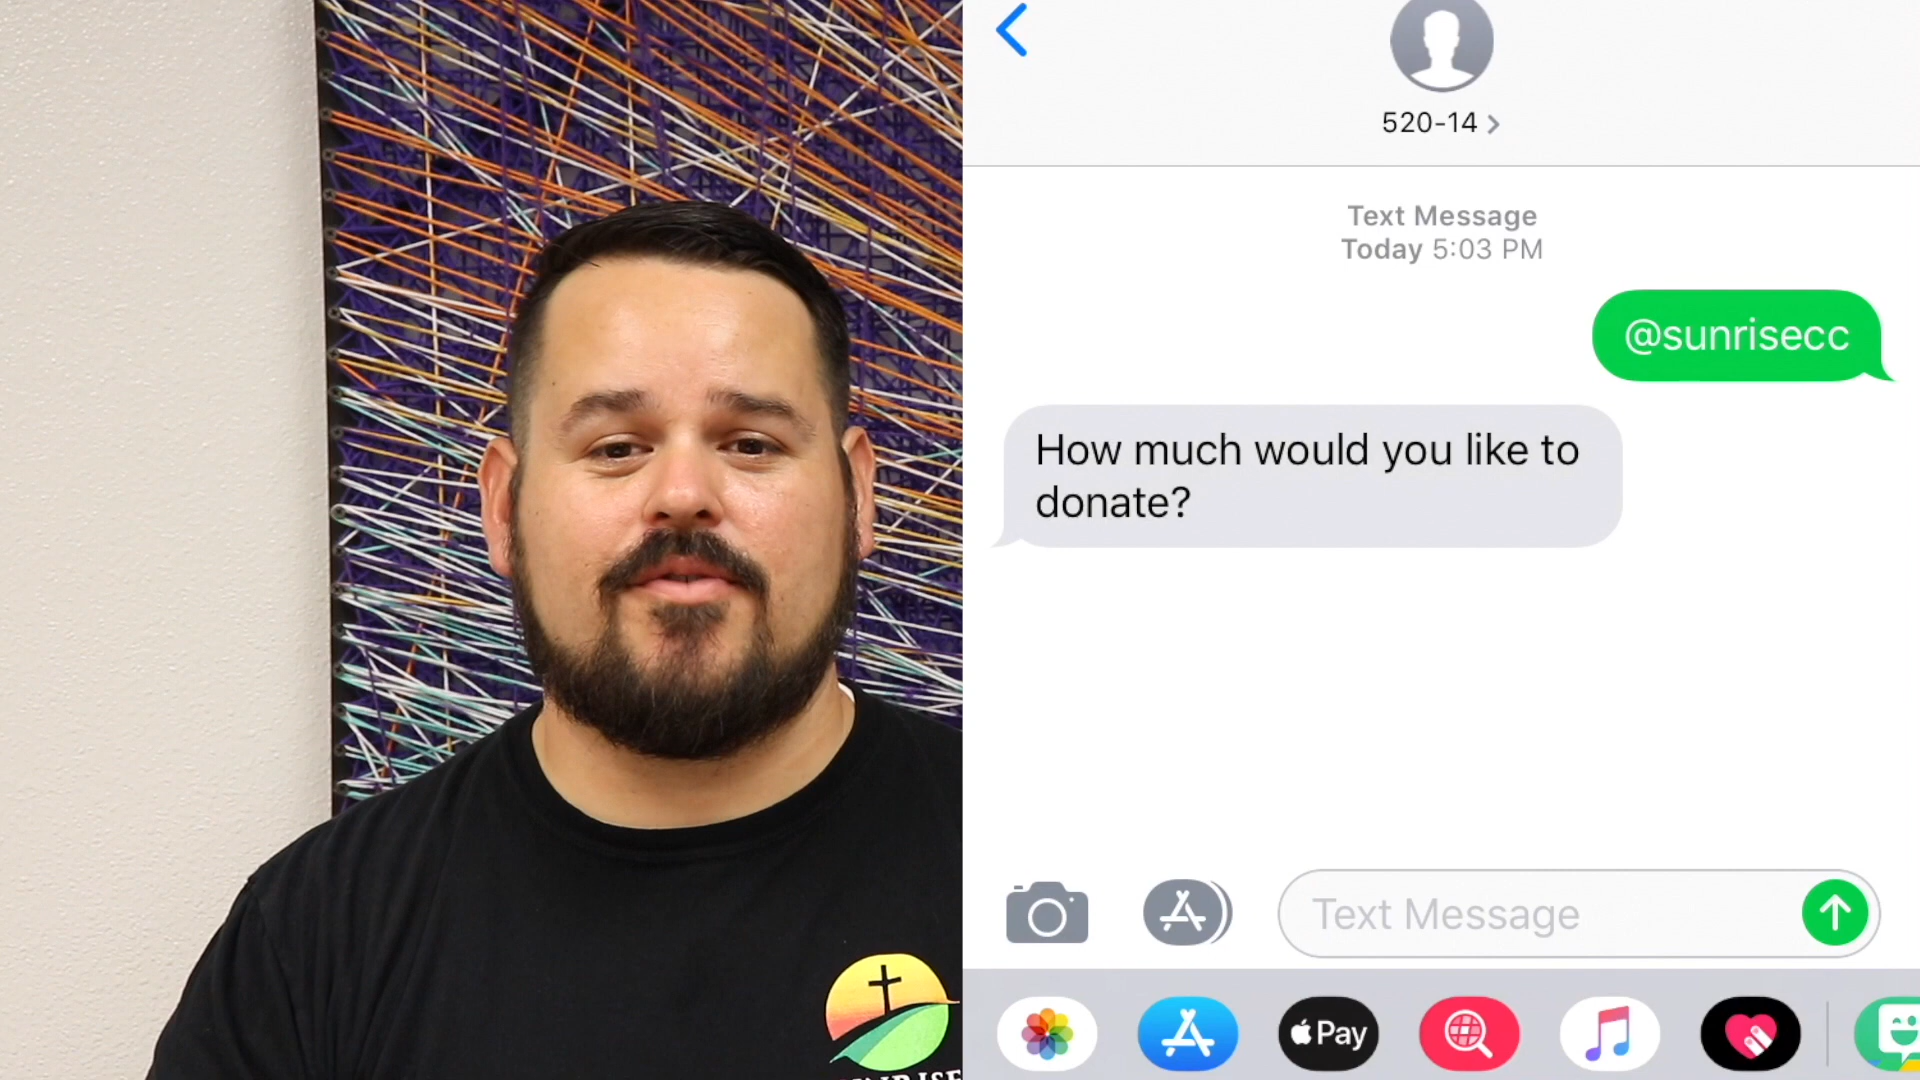 520-14
Text Message
Today 5:03 PM
@sunrisecc
How much would you like to
donate?
Text Message
Pay